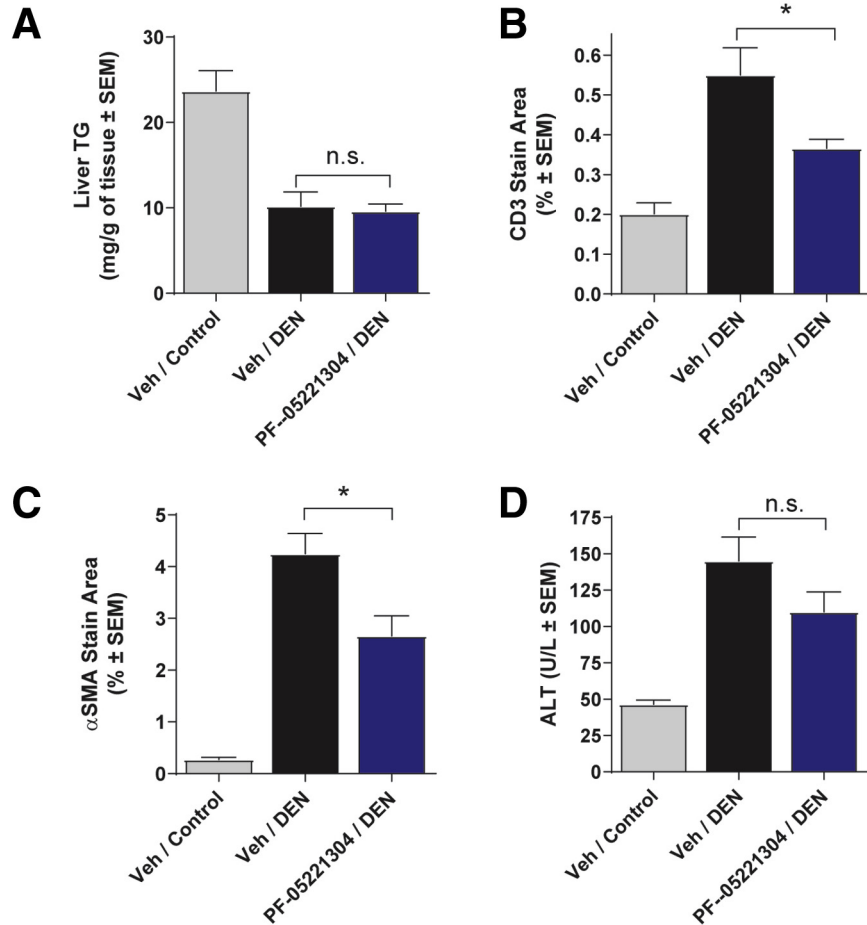 A
Liver TG
(mg/g of tissue ± SEM)
30
20
10
0
n.s.
Veh / Control
Veh / DEN
PF--05221304 / DEN
B
CD3 Stain Area
(% ± SEM)
0.6
0.5
0.4
0.3
0.2
0.1
0.0
*
Veh / Control
Veh / DEN
PF-05221304 / DEN
C
αSMA Stain Area
(% ± SEM)
5
4
3
2
1
0
*
Veh / Control
Veh / DEN
PF-05221304 / DEN
D
ALT (U/L ± SEM)
175
150
125
100
75
50
25
0
n.s.
Veh / Control
Veh / DEN
PF--05221304 / DEN